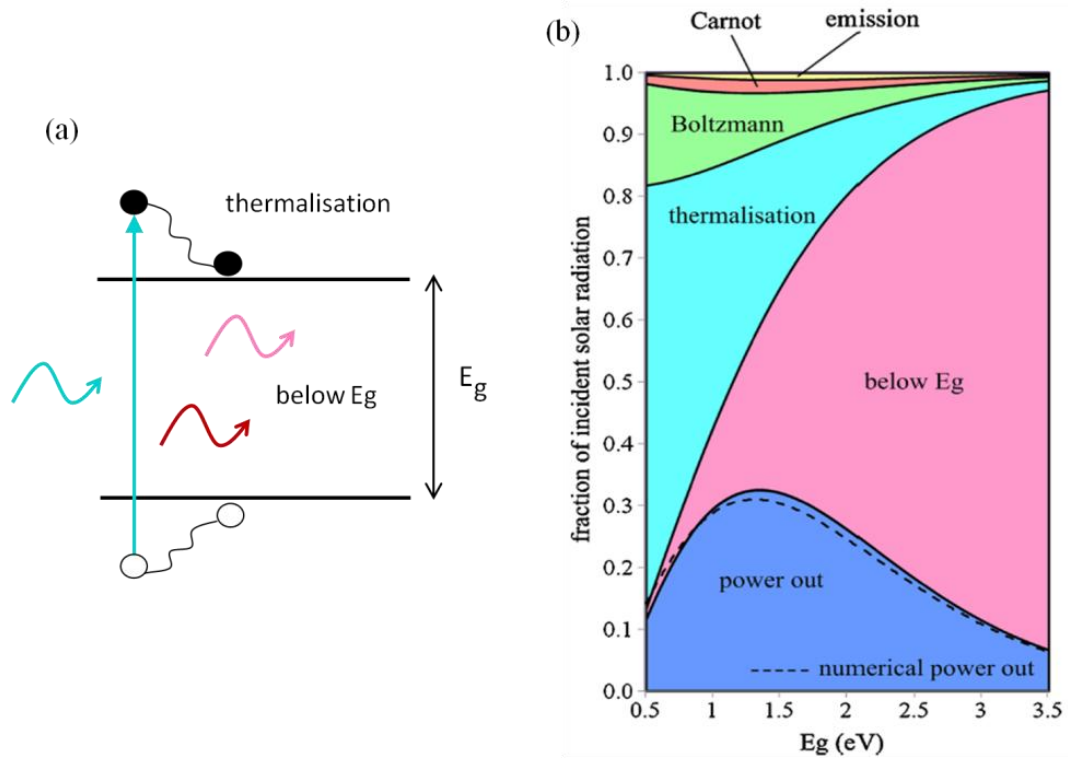 (a)
thermalisation
below Eg
Eg
(b)
Carnot
emission
1.0
0.9
0.8
0.7
0.6
0.5
0.4
0.3
0.2
0.1
0.0
fraction of incident solar radiation
Boltzmann
thermalisation
below Eg
power out
numerical power out
0.5 1 1.5 2 2.5 3 3.5
Eg (eV)